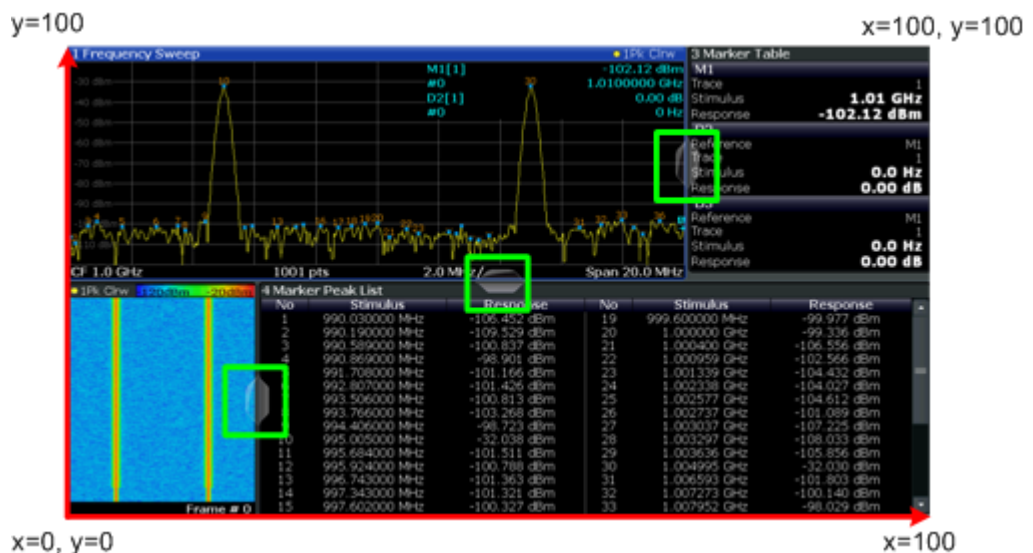 y=100
x=100, y=100
1 Frequency Sweep
1Pk Clrw
3 Marker Table
M1[1] -102.12 dBm
#0 1.0100000 GHz
D2[1] 0.00 dB
#0 0 Hz
M1
Trace 1
Stimulus 1.01 GHz
Response -102.12 dBm
Reference M1
1
0.0 Hz
Response 0.00 dB
D3
Reference M1
Trace 1
Stimulus 0.0 Hz
Response 0.00 dB
CF 1.0 GHz 1001 pts 2.0 MHz/ Span 20.0 MHz
1Pk Clrw -120dBm -20dBm
4 Marker Peak List
No Stimulus Response No Stimulus Response
1 990.030000 MHz -106.452 dBm 19 999.600000 MHz -99.977 dBm
2 990.190000 MHz -109.529 dBm 20 1.000000 GHz -99.336 dBm
3 990.589000 MHz -100.837 dBm 21 1.000400 GHz -106.556 dBm
4 990.869000 MHz -98.901 dBm 22 1.000959 GHz -102.566 dBm
991.708000 MHz -101.166 dBm 23 1.001339 GHz -104.432 dBm
992.807000 MHz -101.426 dBm 24 1.002338 GHz -104.027 dBm
993.506000 MHz -100.813 dBm 25 1.002577 GHz -104.612 dBm
993.766000 MHz -103.268 dBm 26 1.002737 GHz -101.089 dBm
994.406000 MHz -98.723 dBm 27 1.003037 GHz -107.225 dBm
10 995.005000 MHz -32.038 dBm 28 1.003297 GHz -108.033 dBm
11 995.684000 MHz -101.511 dBm 29 1.003636 GHz -105.856 dBm
12 995.924000 MHz -100.788 dBm 30 1.004995 GHz -32.030 dBm
13 996.743000 MHz -101.363 dBm 31 1.006593 GHz -101.803 dBm
14 997.343000 MHz -101.321 dBm 32 1.007273 GHz -100.140 dBm
15 997.602000 MHz -100.327 dBm 33 1.007952 GHz -98.029 dBm
Frame # 0
x=0, y=0
x=100